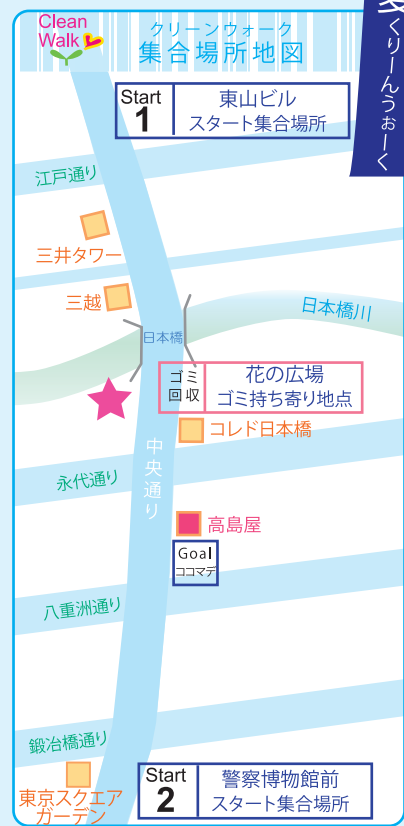 Clean
Walk
クリーンウォーク
集合場所地図
くりーんうぉーく
Start
1
東山ビル
スタート集合場所
江戸通り
三井タワー
三越
日本橋川
日本橋
ゴミ
回収
花の広場
ゴミ持ち寄り地点
コレド日本橋
中央通り
永代通り
高島屋
Goal
ココマデ
八重洲通り
鍛冶橋通り
東京スクエア
ガーデン
Start
2
警察博物館前
スタート集合場所